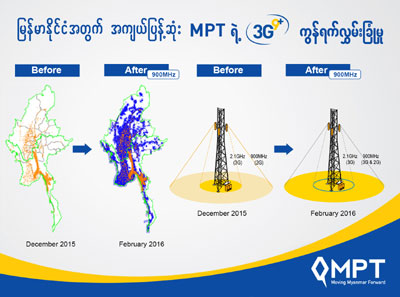 မြန်မာနိုင်ငံအတွက် အကျယ်ပြန့်ဆုံး MPT ရဲ့ 3G 9+ ကွန်ရက်လွှမ်းခြုံမှု
Before
After
900MHz
Before
After
900MHz
2.1GHz
(3G)
900MHz
(2G)
2.1GHz
(3G)
900MHz
(3G & 2G)
December 2015
February 2016
December 2015
February 2016
MPT
Moving Myanmar Forward